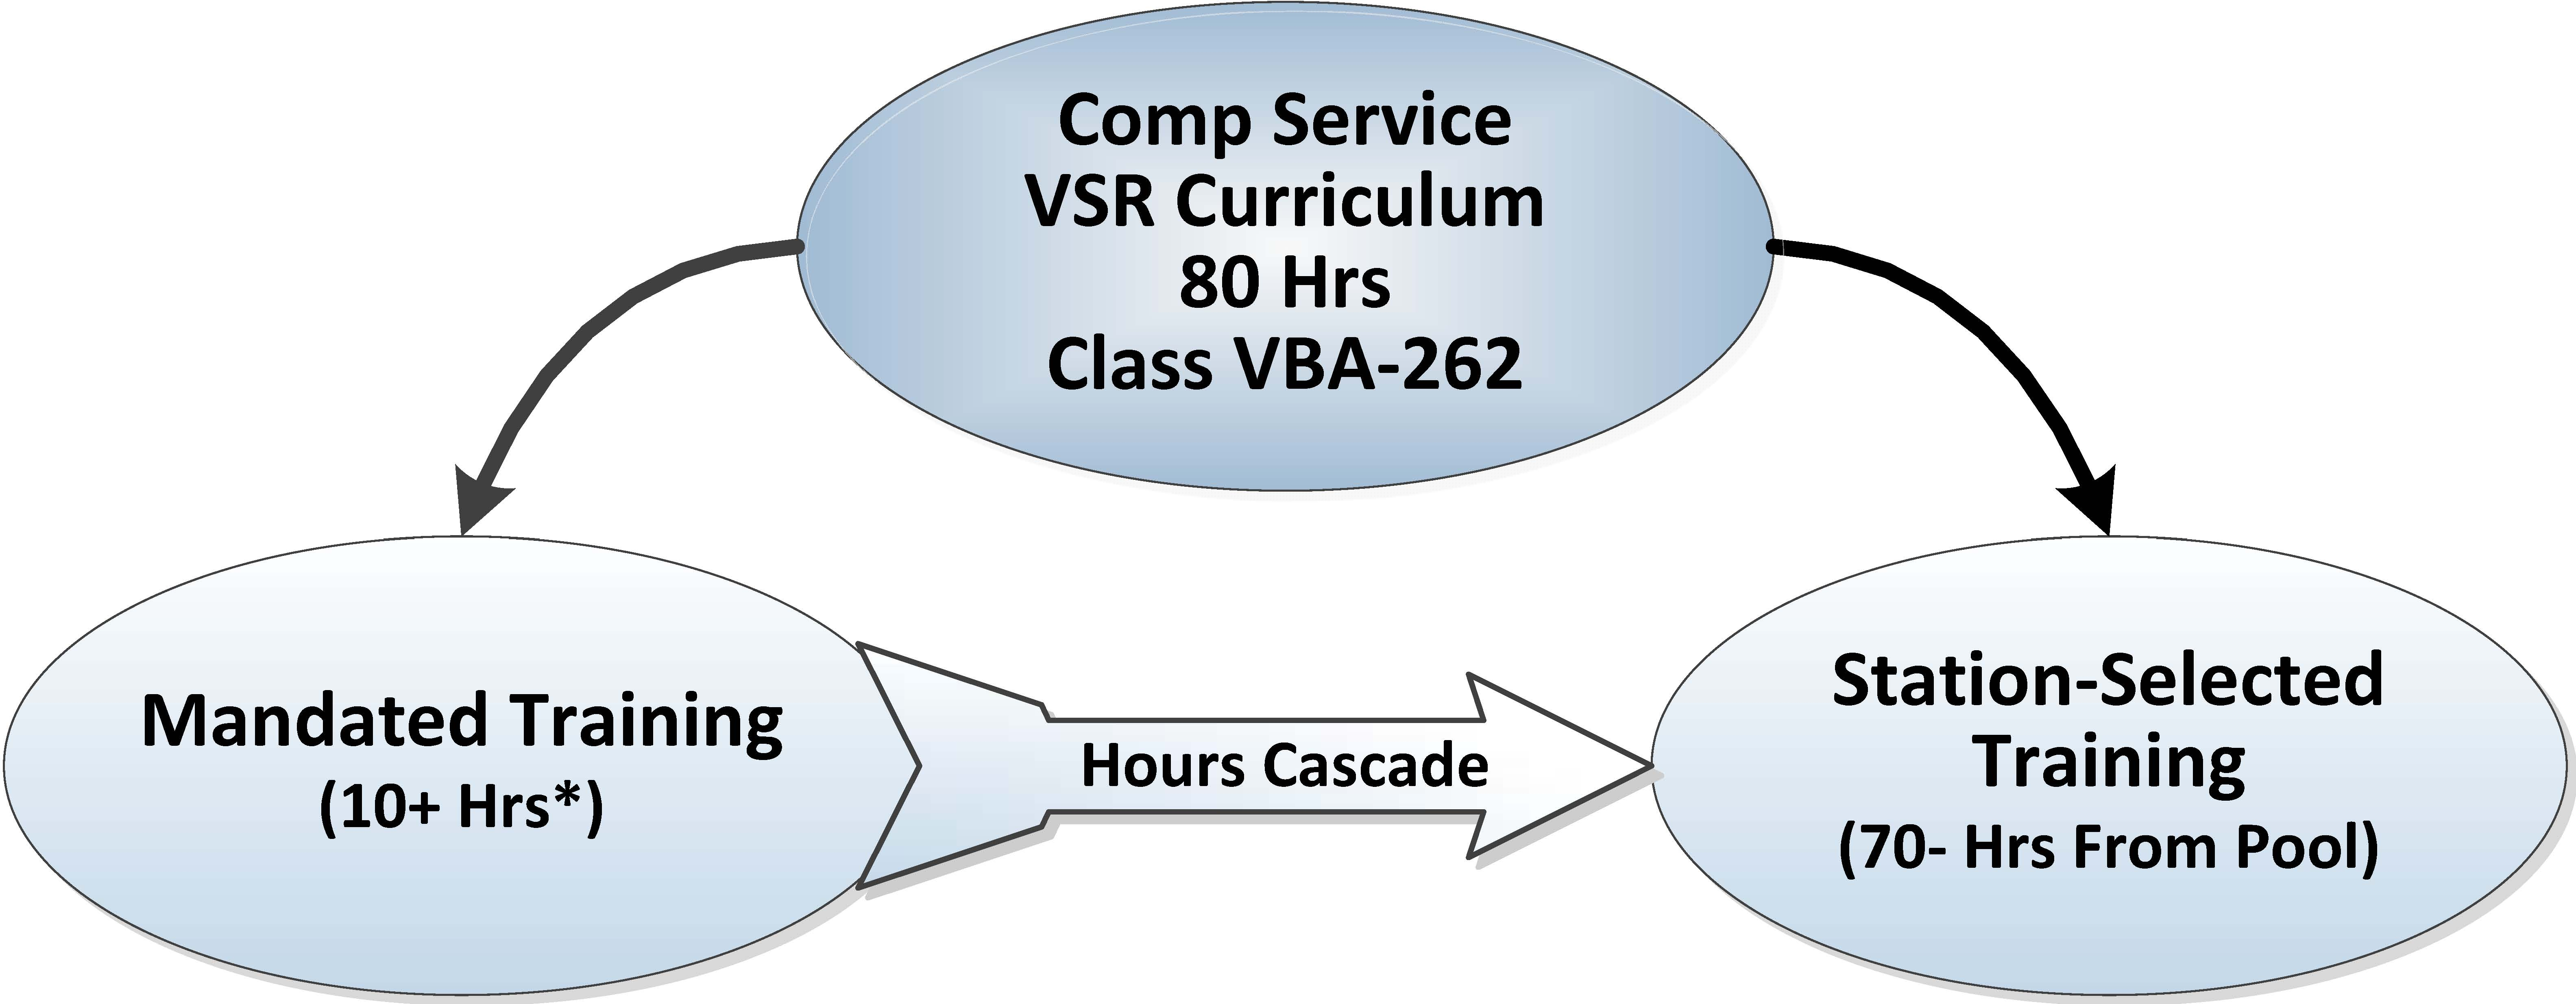 Comp Service
VSR Curriculum
80 Hrs
Class VBA-262
Mandated Training
(10+ Hrs*)
Hours Cascade
Station-Selected
Training
(70- Hrs From Pool)